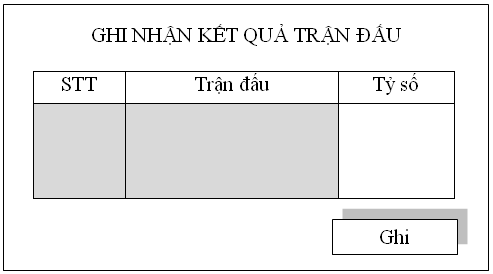 GHI NHẬN KẾT QUẢ TRẬN ĐẤU
STT Trận đấu Tỷ số
Ghi